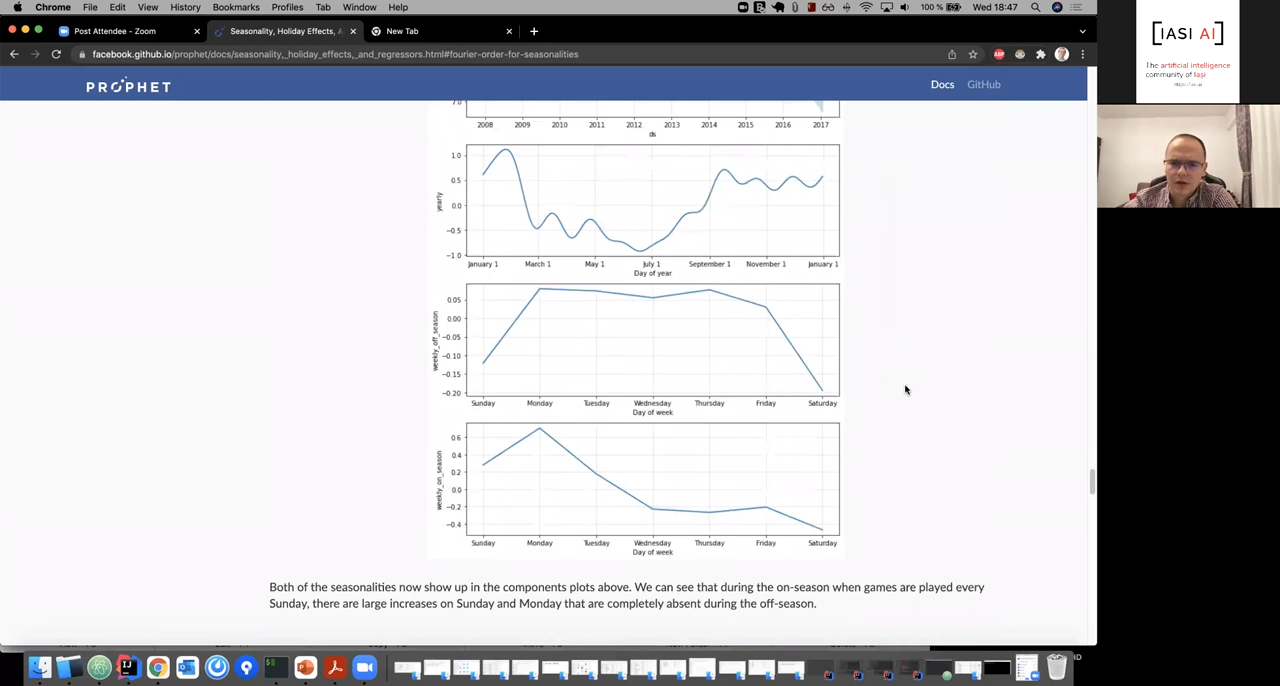 Chrome File Edit View History Bookmarks Profiles Tab Window Help 100 % Wed 18:47
Post Attendee - Zoom Seasonality, Holiday Effects, A New Tab
facebook.github.io/prophet/docs/seasonality,_holiday_effects,_and_regressors.html#fourier-order-for-seasonalities
PROPHET Docs GitHub
[IASI AI]
The artificial intelligence
community of Iași
7.0
2008 2009 2010 2011 2012 2013 2014 2015 2016 2017
ds
1.0
0.5
0.0
−0.5
−1.0
yearly
January 1 March 1 May 1 July 1 September 1 November 1 January 1
Day of year
0.05
0.00
−0.05
−0.10
−0.15
−0.20
weekly_off_season
Sunday Monday Tuesday Wednesday Thursday Friday Saturday
Day of week
0.6
0.4
0.2
0.0
−0.2
−0.4
weekly_on_season
Sunday Monday Tuesday Wednesday Thursday Friday Saturday
Day of week
Both of the seasonalities now show up in the components plots above. We can see that during the on-season when games are played every
Sunday, there are large increases on Sunday and Monday that are completely absent during the off-season.